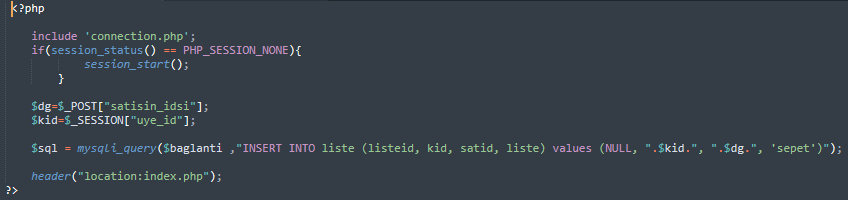 <?php
include 'connection.php';
if(session_status() == PHP_SESSION_NONE){
session_start();
}
$dg=$_POST["satisin_idsi"];
$kid=$_SESSION["uye_id"];
$sql = mysqli_query($baglanti ,"INSERT INTO liste (listeid, kid, satid, liste) values (NULL, ".$kid.", ".$dg.", 'sepet')");
header("location:index.php");
?>